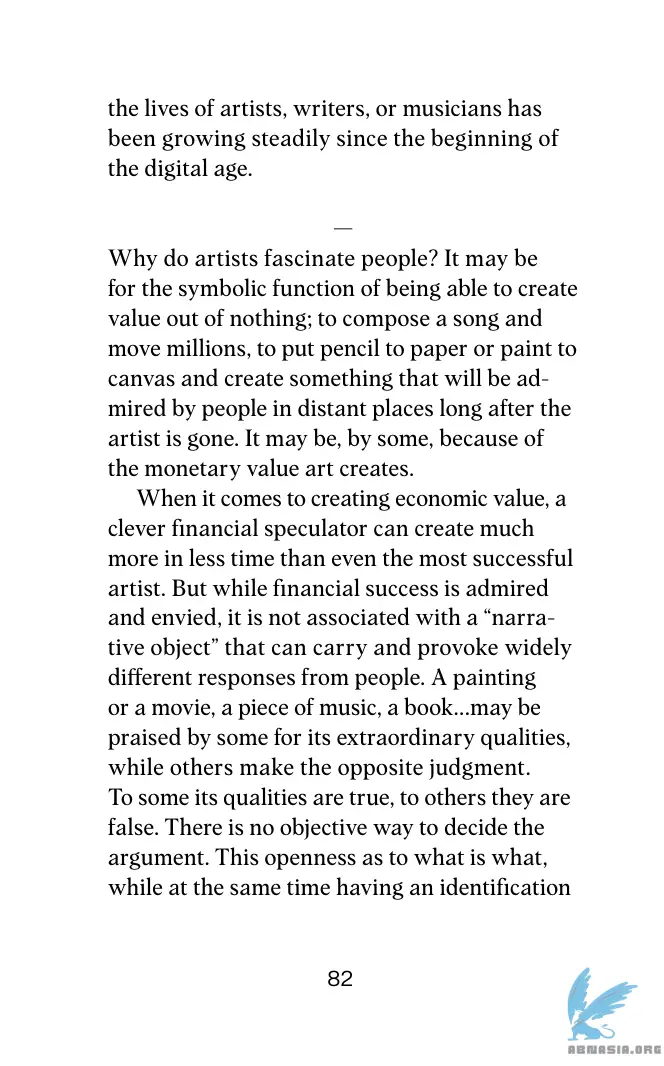 the lives of artists, writers, or musicians has
been growing steadily since the beginning of
the digital age.
—
Why do artists fascinate people? It may be
for the symbolic function of being able to create
value out of nothing; to compose a song and
move millions, to put pencil to paper or paint to
canvas and create something that will be ad-
mired by people in distant places long after the
artist is gone. It may be, by some, because of
the monetary value art creates.
When it comes to creating economic value, a
clever financial speculator can create much
more in less time than even the most successful
artist. But while financial success is admired
and envied, it is not associated with a “narra-
tive object” that can carry and provoke widely
different responses from people. A painting
or a movie, a piece of music, a book...may be
praised by some for its extraordinary qualities,
while others make the opposite judgment.
To some its qualities are true, to others they are
false. There is no objective way to decide the
argument. This openness as to what is what,
while at the same time having an identification
82
ABNASIA.ORG